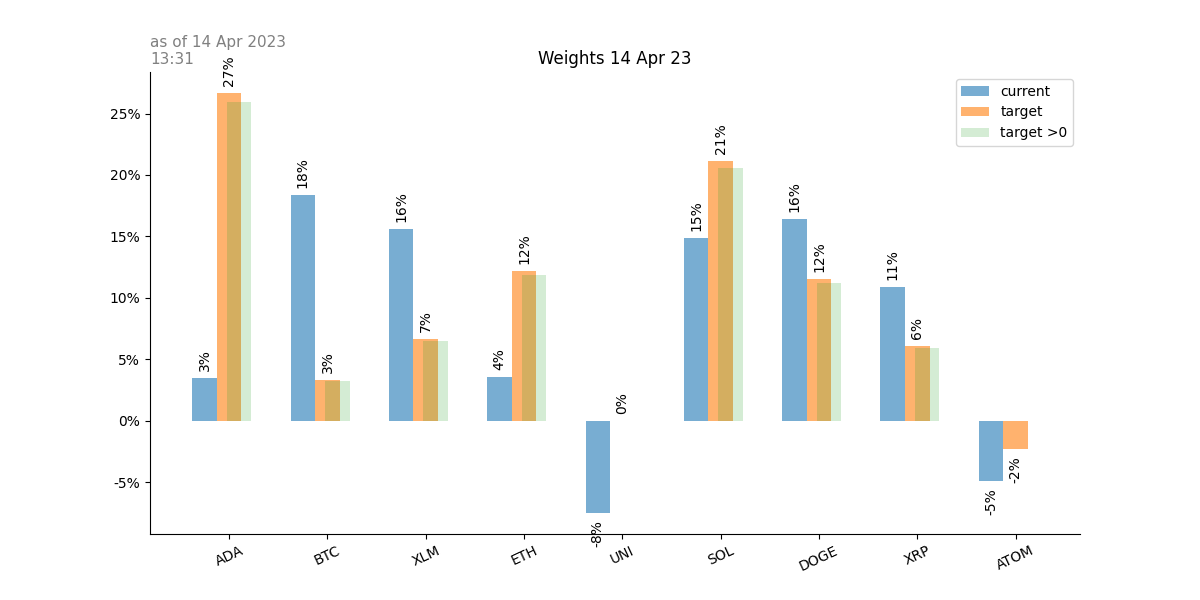 as of 14 Apr 2023
13:31
Weights 14 Apr 23
current
target
target >0
25%
20%
15%
10%
5%
0%
-5%
3%
27%
18%
3%
16%
7%
4%
12%
-8%
0%
15%
21%
16%
12%
11%
6%
-5%
-2%
ADA
BTC
XLM
ETH
UNI
SOL
DOGE
XRP
ATOM